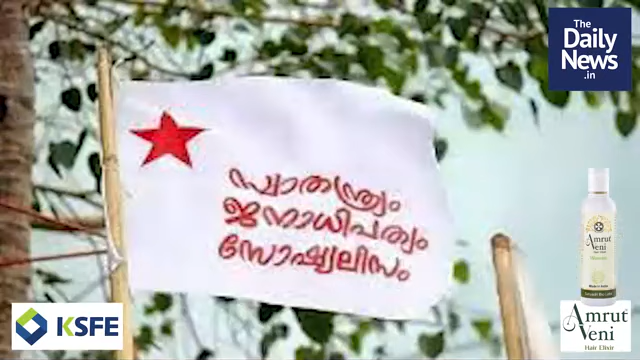 The
Daily
News
.in
സ്വാതന്ത്ര്യം
ജനാധിപത്യം
സോഷ്യലിസം
Amrut
Veni
KSFE
Amrut
Veni
Hair Elixir